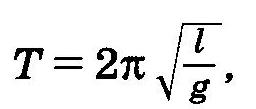 T = 2π √(l/g),